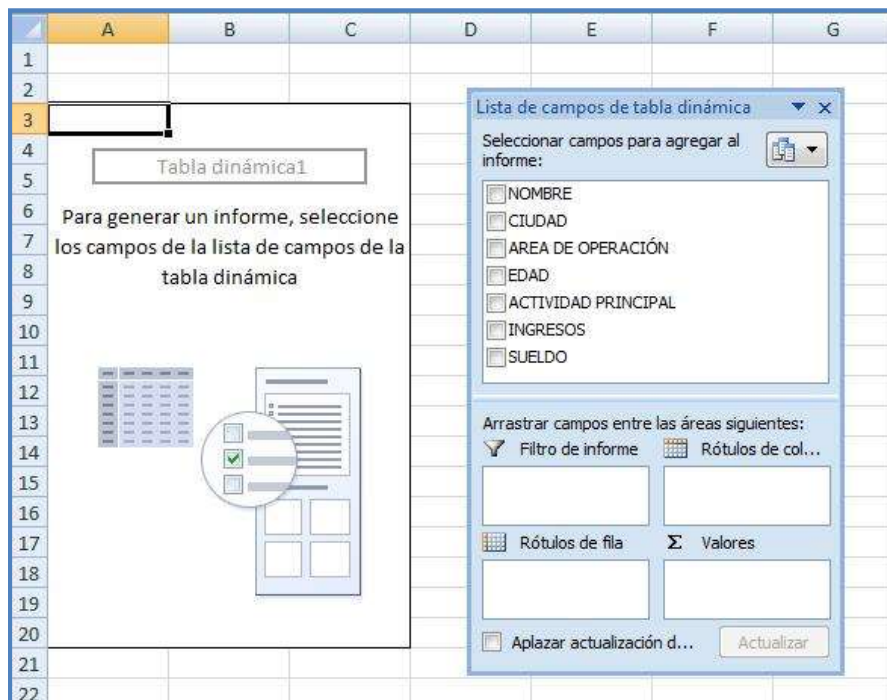 A B C D E F G
1
2
3
4
5
6
7
8
9
10
11
12
13
14
15
16
17
18
19
20
21
22
Tabla dinámica1
Para generar un informe, seleccione
los campos de la lista de campos de la
tabla dinámica
Lista de campos de tabla dinámica
Seleccionar campos para agregar al
informe:
NOMBRE
CIUDAD
AREA DE OPERACIÓN
EDAD
ACTIVIDAD PRINCIPAL
INGRESOS
SUELDO
Arrastrar campos entre las áreas siguientes:
Filtro de informe Rótulos de col...
Rótulos de fila Σ Valores
Aplazar actualización d... Actualizar